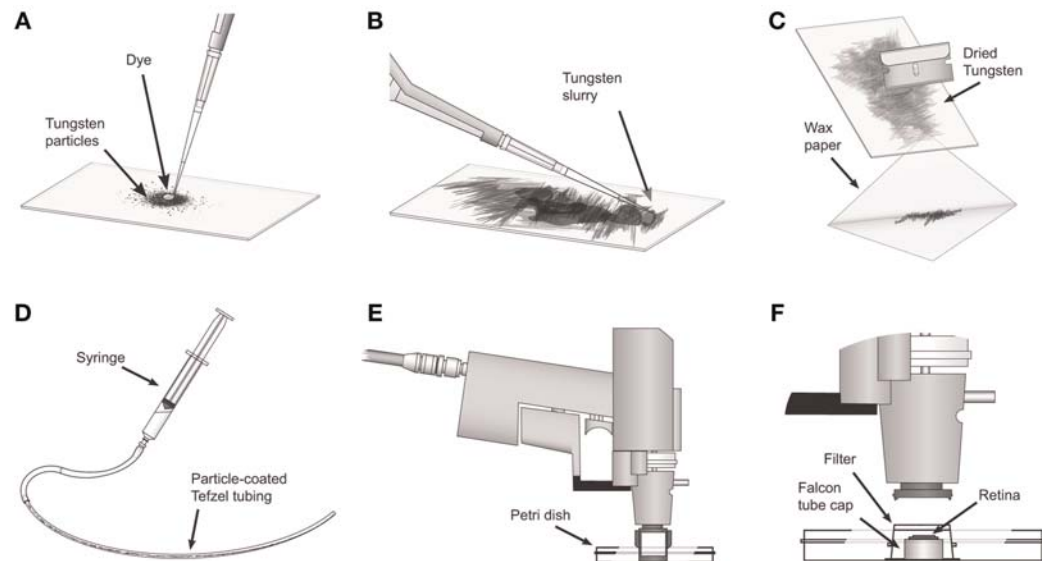 A
Dye
Tungsten
particles
B
Tungsten
slurry
C
Dried
Tungsten
Wax
paper
D
Syringe
Particle-coated
Tefzel tubing
E
Petri dish
F
Filter
Falcon
tube cap
Retina